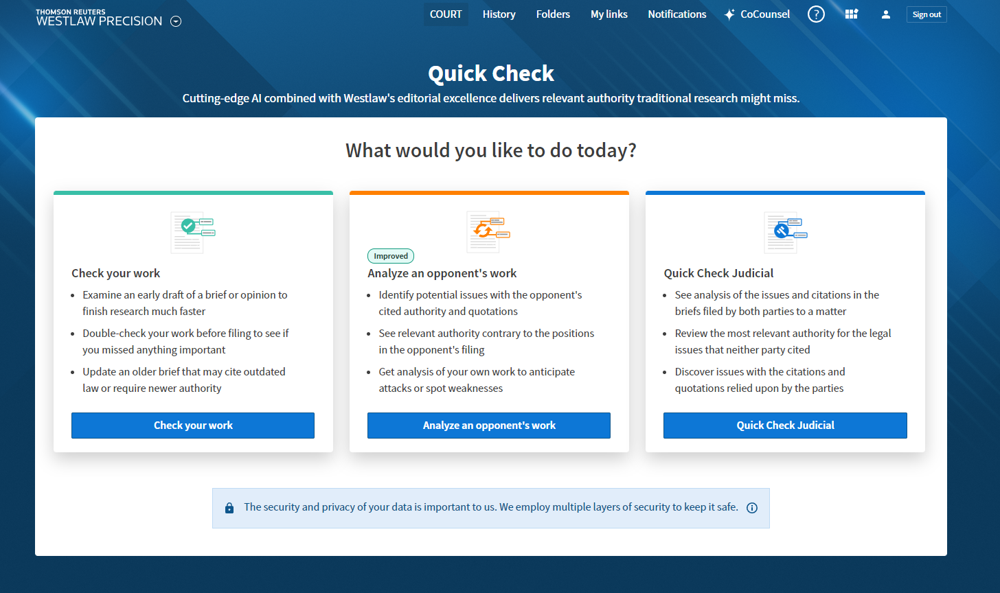 THOMSON REUTERS
WESTLAW PRECISION
COURT History Folders My links Notifications CoCounsel ? Sign out
Quick Check
Cutting-edge AI combined with Westlaw's editorial excellence delivers relevant authority traditional research might miss.
What would you like to do today?
Check your work
• Examine an early draft of a brief or opinion to
finish research much faster
• Double-check your work before filing to see if
you missed anything important
• Update an older brief that may cite outdated
law or require newer authority
Check your work
Improved
Analyze an opponent's work
• Identify potential issues with the opponent's
cited authority and quotations
• See relevant authority contrary to the positions
in the opponent's filing
• Get analysis of your own work to anticipate
attacks or spot weaknesses
Analyze an opponent's work
Quick Check Judicial
• See analysis of the issues and citations in the
briefs filed by both parties to a matter
• Review the most relevant authority for the legal
issues that neither party cited
• Discover issues with the citations and
quotations relied upon by the parties
Quick Check Judicial
The security and privacy of your data is important to us. We employ multiple layers of security to keep it safe.